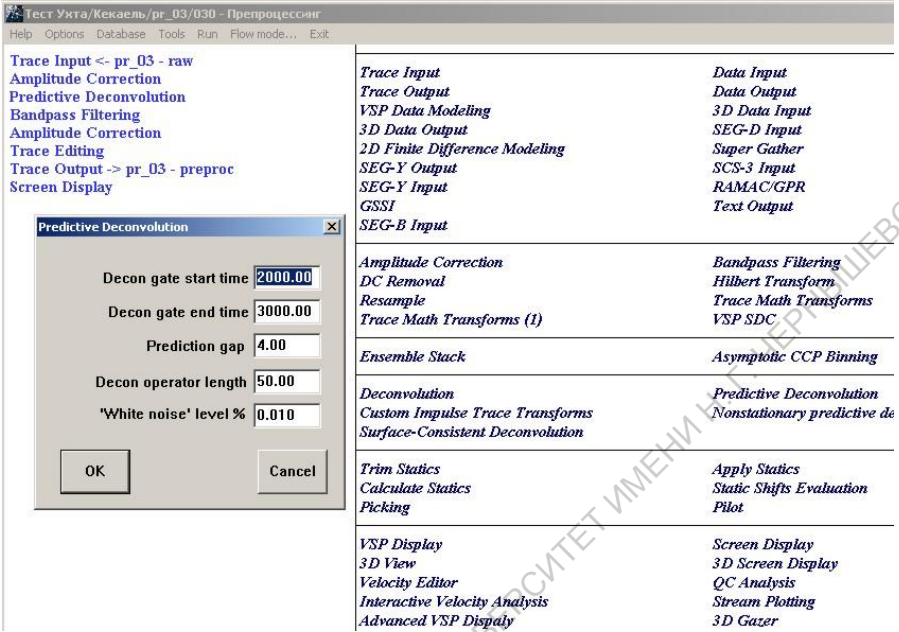 Тест Ухта/Кекаель/pr_03/030 - Препроцессинг
Help Options Database Tools Run Flow mode... Exit
Trace Input <- pr_03 - raw
Amplitude Correction
Predictive Deconvolution
Bandpass Filtering
Amplitude Correction
Trace Editing
Trace Output -> pr_03 - preproc
Screen Display
Predictive Deconvolution
Decon gate start time 2000.00
Decon gate end time 3000.00
Prediction gap 4.00
Decon operator length 50.00
'White noise' level % 0.010
OK Cancel
Trace Input Data Input
Trace Output Data Output
VSP Data Modeling 3D Data Input
3D Data Output SEG-D Input
2D Finite Difference Modeling Super Gather
SEG-Y Output SCS-3 Input
SEG-Y Input RAMAC/GPR
GSSI Text Output
SEG-B Input
Amplitude Correction Bandpass Filtering
DC Removal Hilbert Transform
Resample Trace Math Transforms
Trace Math Transforms (1) VSP SDC
Ensemble Stack Asymptotic CCP Binning
Deconvolution Predictive Deconvolution
Custom Impulse Trace Transforms Nonstationary predictive de
Surface-Consistent Deconvolution
Trim Statics Apply Statics
Calculate Statics Static Shifts Evaluation
Picking Pilot
VSP Display Screen Display
3D View 3D Screen Display
Velocity Editor QC Analysis
Interactive Velocity Analysis Stream Plotting
Advanced VSP Dispaly 3D Gazer
ВЕРСИТЕТ ИМЕНИ Н. Г. ЧЕРНЫШЕВС